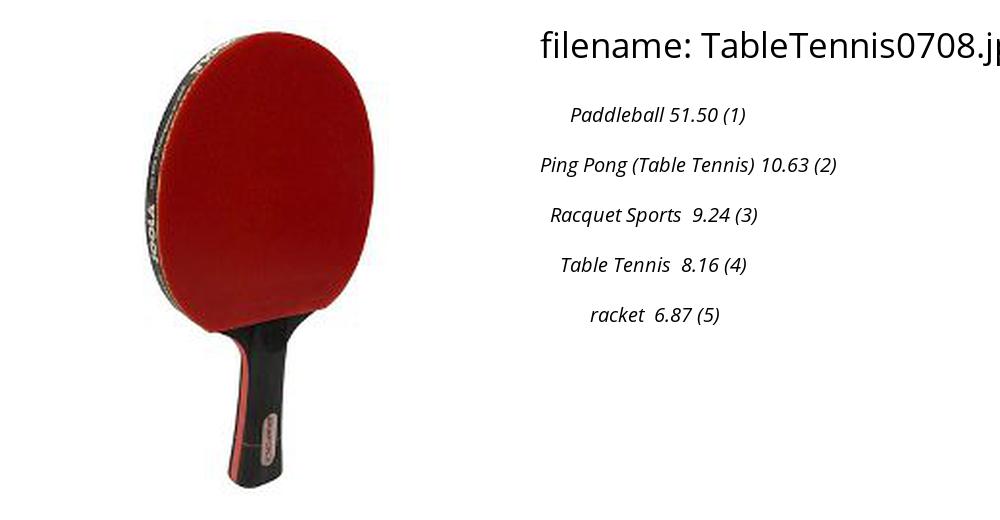 filename: TableTennis0708.jp
Paddleball 51.50 (1)
Ping Pong (Table Tennis) 10.63 (2)
Racquet Sports 9.24 (3)
Table Tennis 8.16 (4)
racket 6.87 (5)
JOOLA